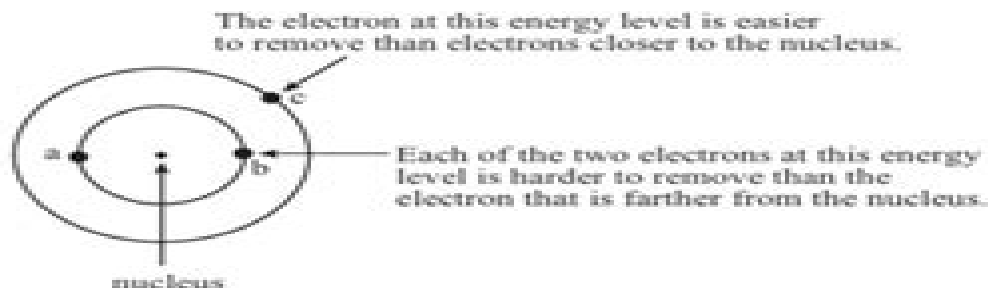 The electron at this energy level is easier
to remove than electrons closer to the nucleus.
c
a
b
Each of the two electrons at this energy
level is harder to remove than the
electron that is farther from the nucleus.
nucleus